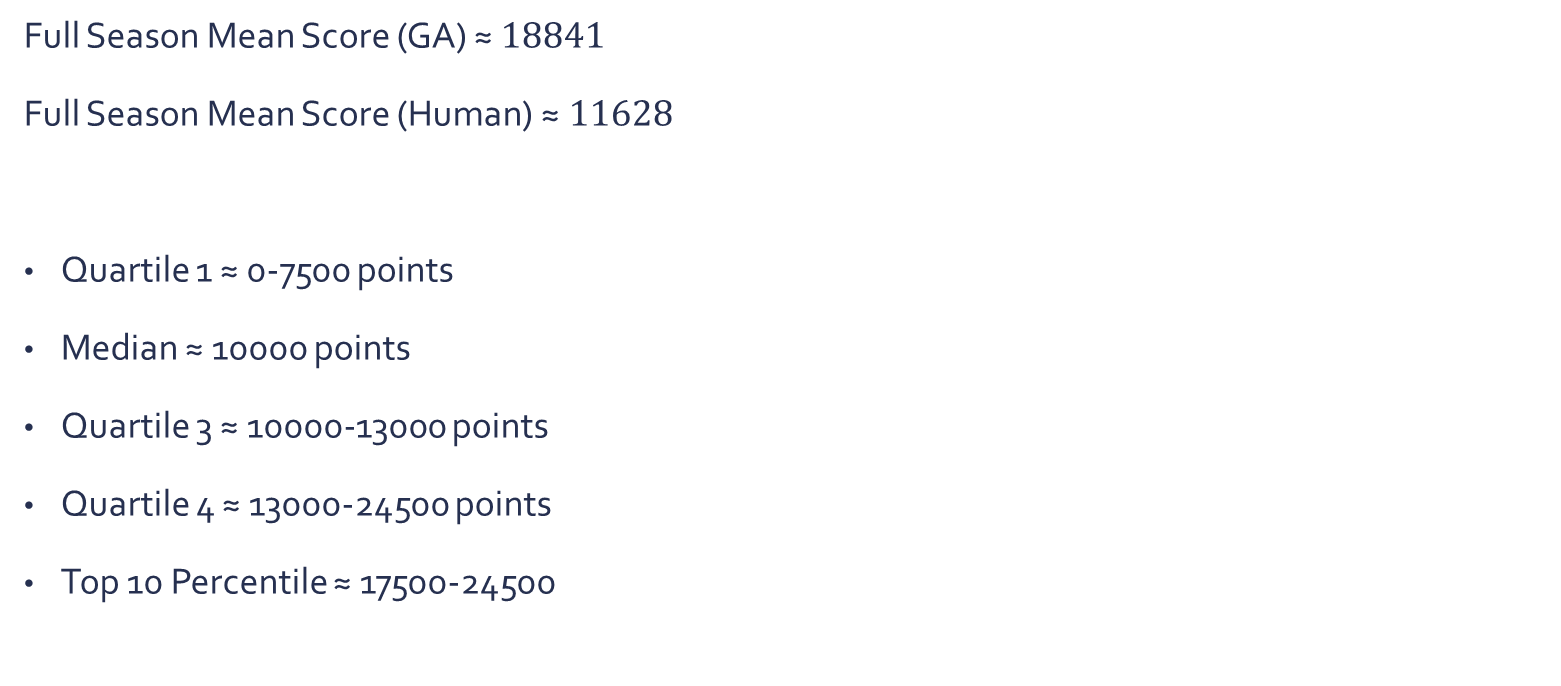 Full Season Mean Score (GA) ≈ 18841
Full Season Mean Score (Human) ≈ 11628
• Quartile 1 ≈ 0-7500 points
• Median ≈ 10000 points
• Quartile 3 ≈ 10000-13000 points
• Quartile 4 ≈ 13000-24500 points
• Top 10 Percentile ≈ 17500-24500